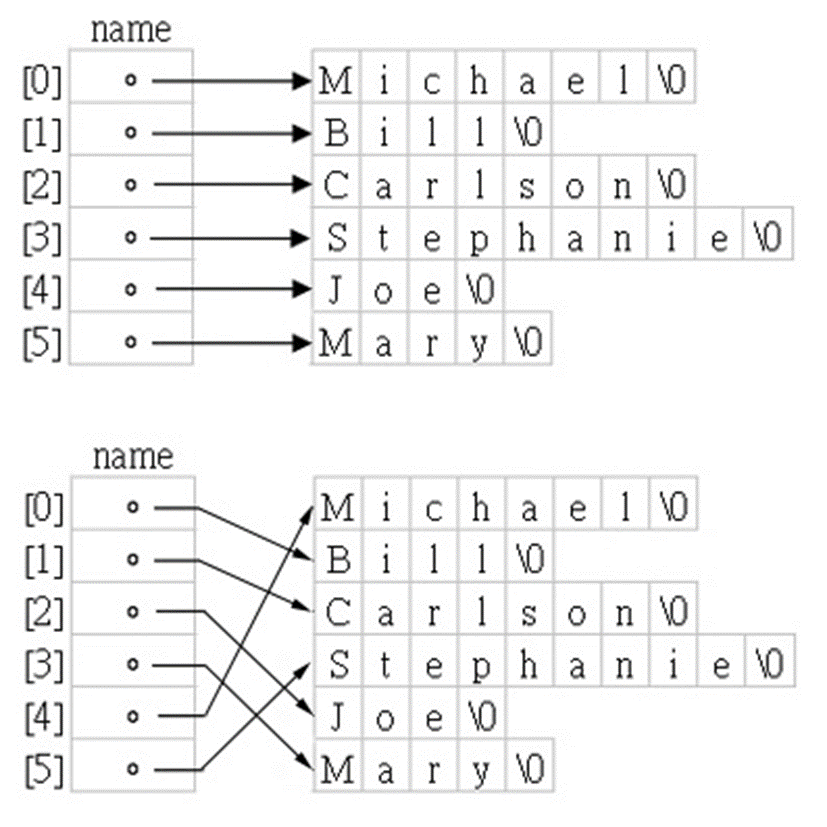 name
[0] M i c h a e l \0
[1] B i l l \0
[2] C a r l s o n \0
[3] S t e p h a n i e \0
[4] J o e \0
[5] M a r y \0
name
[0] M i c h a e l \0
[1] B i l l \0
[2] C a r l s o n \0
[3] S t e p h a n i e \0
[4] J o e \0
[5] M a r y \0